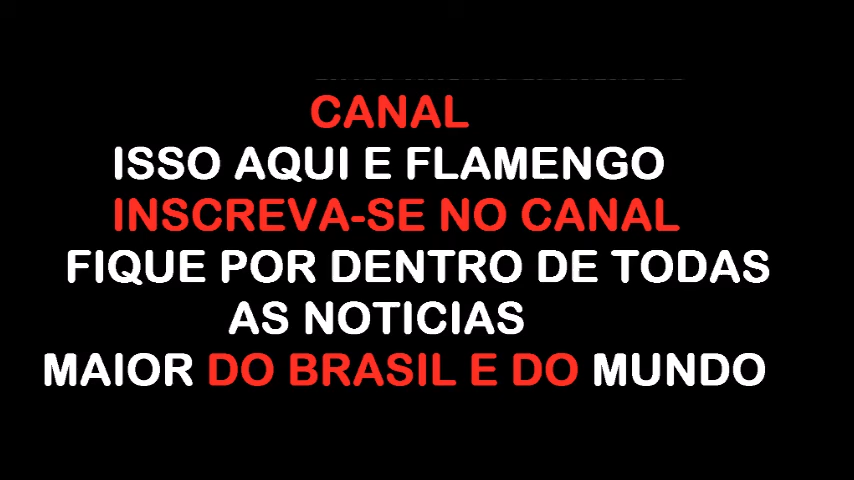 CANAL
ISSO AQUI E FLAMENGO
INSCREVA-SE NO CANAL
FIQUE POR DENTRO DE TODAS
AS NOTICIAS
MAIOR DO BRASIL E DO MUNDO